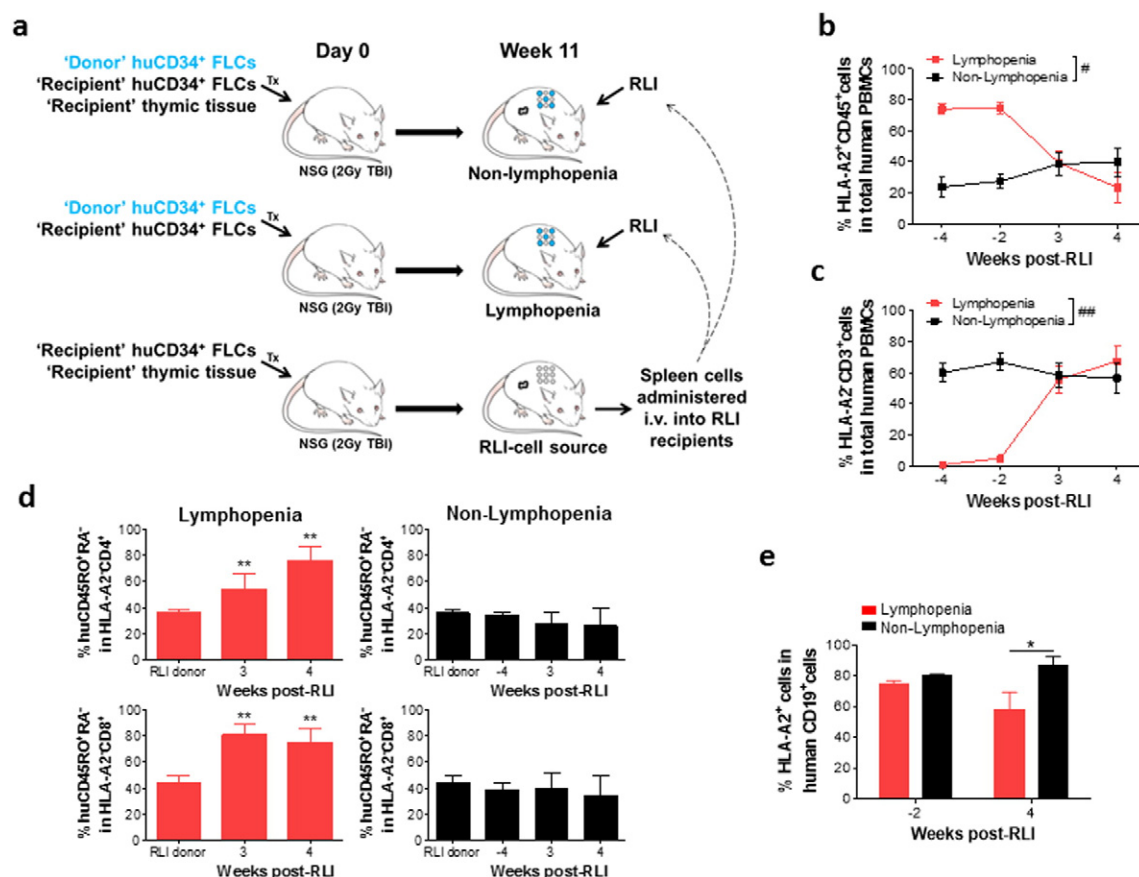 a
Day 0
Week 11
'Donor' huCD34+ FLCs
'Recipient' huCD34+ FLCs
'Recipient' thymic tissue
Tx
NSG (2Gy TBi)
Non-lymphopenia
RLI
'Donor' huCD34+ FLCs
'Recipient' huCD34+ FLCs
Tx
NSG (2Gy TBi)
Lymphopenia
RLI
'Recipient' huCD34+ FLCs
'Recipient' thymic tissue
Tx
NSG (2Gy TBi)
RLI-cell source
Spleen cells
administered
i.v. into RLI
recipients
b
Lymphopenia
Non-Lymphopenia
#
% HLA-A2+CD45+cells
in total human PBMCs
100
80
60
40
20
0
-4
-2
3
4
Weeks post-RLI
c
Lymphopenia
Non-Lymphopenia
##
% HLA-A2-CD3+cells
in total human PBMCs
100
80
60
40
20
0
-4
-2
3
4
Weeks post-RLI
d
Lymphopenia
% huCD45RO+RA-
in HLA-A2-CD4+
100
80
60
40
20
0
**
**
RLI donor
3
4
Weeks post-RLI
Non-Lymphopenia
% huCD45RO+RA-
in HLA-A2-CD4+
100
80
60
40
20
0
RLI donor
-4
3
4
Weeks post-RLI
% huCD45RO+RA-
in HLA-A2-CD8+
100
80
60
40
20
0
**
**
RLI donor
3
4
Weeks post-RLI
% huCD45RO+RA-
in HLA-A2-CD8+
100
80
60
40
20
0
RLI donor
-4
3
4
Weeks post-RLI
e
Lymphopenia
Non-Lymphopenia
*
% HLA-A2+ cells in
human CD19+cells
100
80
60
40
20
0
-2
4
Weeks post-RLI